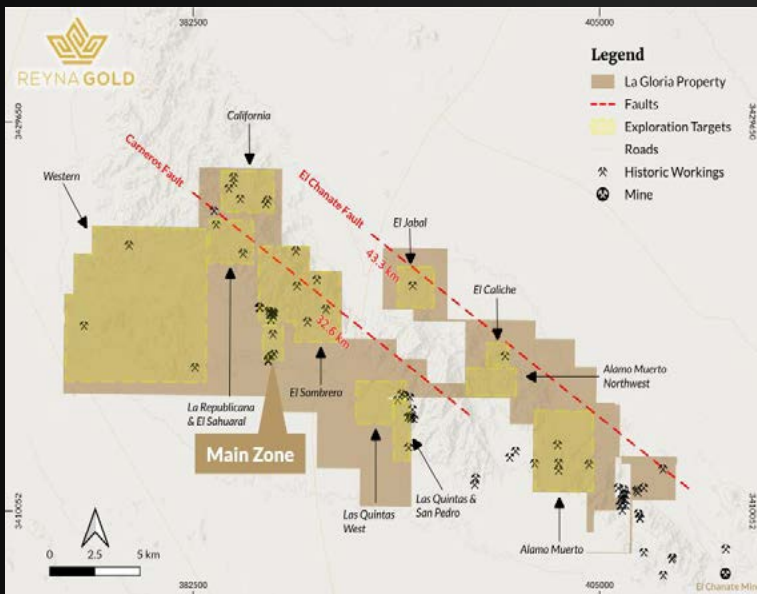 382500
405000
REYNAGOLD
3429650
3429650
Legend
La Gloria Property
Faults
Exploration Targets
Roads
Historic Workings
Mine
California
Carneros Fault
El Chanate Fault
Western
El Jabal
43.3 km
El Caliche
32.6 km
Alamo Muerto
Northwest
El Sombrero
La Republicana
& El Sahuaral
Main Zone
Las Quintas &
San Pedro
Las Quintas
West
Alamo Muerto
3410052
3410052
0 2.5 5 km
382500
405000
El Chanate Mine